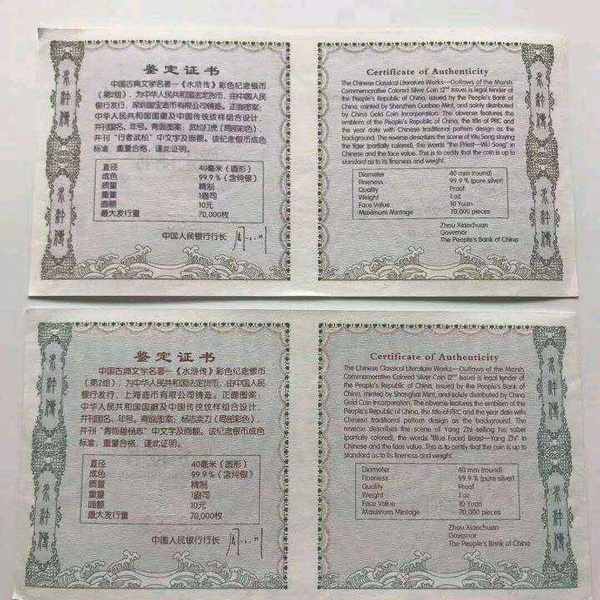 鉴定证书
中国古典文学名著—《水浒传》彩色纪念银币
(第2组)，为中华人民共和国法定货币，由中国人民
银行发行，深圳国宝造币有限公司铸造。正面图案:
中华人民共和国国徽及中国传统纹样组合设计，
并刊国名、年号。背面图案: 武松打虎(局部彩色)
并刊“行者武松”中文字及面额。该纪念银币成色
标准，重量合格，谨此证明。
直径 40毫米(圆形)
成色 99.9%(含纯银)
质量 精制
重量 1盎司
面额 10元
最大发行量 70,000枚
中国人民银行行长
Certificate of Authenticity
The Chinese Classical Literature Works—Outlaws of the Marsh
Commemorative Colored Silver Coin (2nd issue) is legal tender of
the People's Republic of China, issued by the People's Bank of
China, minted by Shenzhen Guobao Mint, and solely distributed by
China Gold Coin Incorporation. The obverse features the
emblem of the People's Republic of China, the title of PRC and
the year date with Chinese traditional pattern design as the
background. The reverse describes the scene of Wu Song slaying
the tiger (partially colored), the words "the Priest—Wu Song" in
Chinese and the face value. This is to certify that the coin is up to
standard as to its fineness and weight.
Diameter 40 mm (round)
Fineness 99.9 % (pure silver)
Quality Proof
Weight 1 oz
Face Value 10 Yuan
Maximum Mintage 70,000 pieces
Zhou Xiaochuan
Governor
The People's Bank of China
水浒传
水浒传
鉴定证书
中国古典文学名著—《水浒传》彩色纪念银币
(第2组)，为中华人民共和国法定货币，由中国人民
银行发行，上海造币有限公司铸造。正面图案:
中华人民共和国国徽及中国传统纹样组合设计，
并刊国名、年号。背面图案: 杨志卖刀(局部彩色)
并刊“青面兽杨志”中文字及面额。该纪念银币成色
标准，重量合格，谨此证明。
直径 40毫米(圆形)
成色 99.9%(含纯银)
质量 精制
重量 1盎司
面额 10元
最大发行量 70,000枚
中国人民银行行长
Certificate of Authenticity
The Chinese Classical Literature Works—Outlaws of the Marsh
Commemorative Colored Silver Coin (2nd issue) is legal tender of
the People's Republic of China, issued by the People's Bank of
China, minted by Shanghai Mint, and solely distributed by China
Gold Coin Incorporation. The obverse features the emblem of the
People's Republic of China, the title of PRC and the year date with
Chinese traditional pattern design as the background. The
reverse describes the scene of Yang Zhi selling his saber
(partially colored), the words "Blue Faced Beast—Yang Zhi" in
Chinese and the face value. This is to certify that the coin is up to
standard as to its fineness and weight.
Diameter 40 mm (round)
Fineness 99.9 % (pure silver)
Quality Proof
Weight 1 oz
Face Value 10 Yuan
Maximum Mintage 70,000 pieces
Zhou Xiaochuan
Governor
The People's Bank of China
水浒传
水浒传